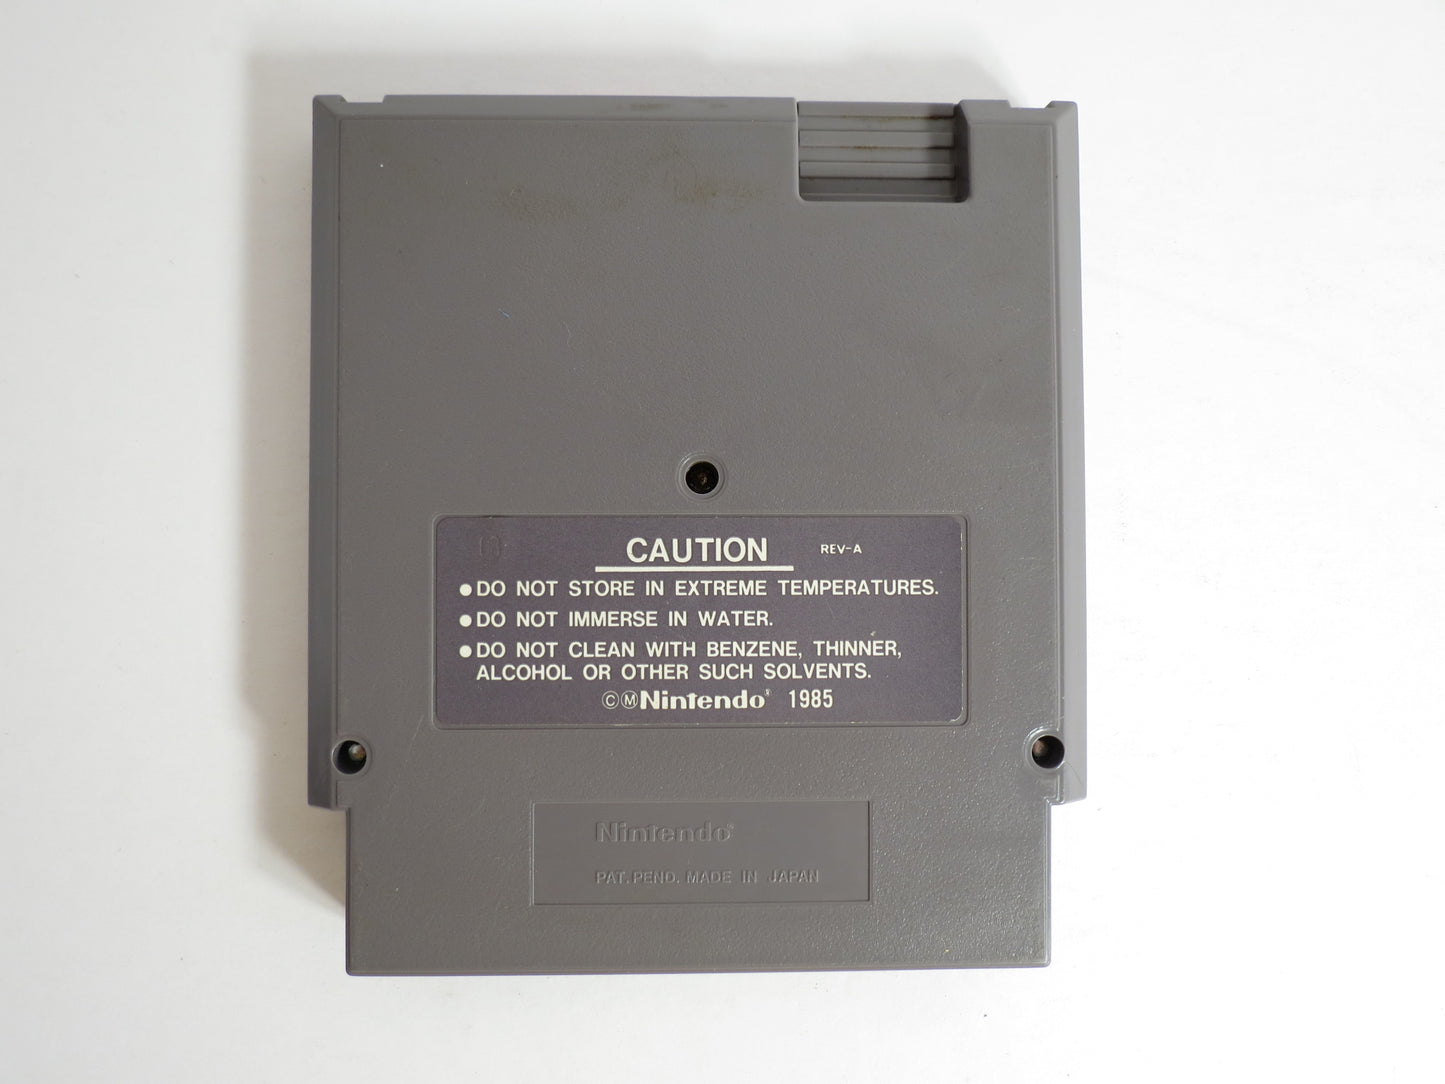 CAUTION REV-A
●DO NOT STORE IN EXTREME TEMPERATURES.
●DO NOT IMMERSE IN WATER.
●DO NOT CLEAN WITH BENZENE, THINNER,
ALCOHOL OR OTHER SUCH SOLVENTS.
©ⓂNintendo® 1985
Nintendo®
PAT. PEND. MADE IN JAPAN